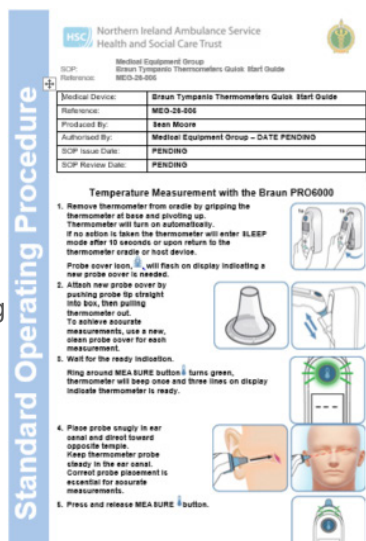 Northern Ireland Ambulance Service
HSC Health and Social Care Trust
Medical Equipment Group
SOP: Braun Tympanic Thermometers Quick Start Guide
Reference: MEG-28-006
Medical Device: Braun Tympanic Thermometers Quick Start Guide
Reference: MEG-28-006
Produced By: Sean Moore
Authorised By: Medical Equipment Group – DATE PENDING
SOP Issue Date: PENDING
SOP Review Date: PENDING
Standard Operating Procedure
Temperature Measurement with the Braun PRO6000
1. Remove thermometer from cradle by gripping the
thermometer at base and pivoting up.
Thermometer will turn on automatically.
If no action is taken the thermometer will enter SLEEP
mode after 10 seconds or upon return to the
thermometer cradle or host device.
Probe cover icon, will flash on display indicating a
new probe cover is needed.
2. Attach new probe cover by
pushing probe tip straight
into box, then pulling
thermometer out.
To achieve accurate
measurements, use a new,
clean probe cover for each
measurement.
3. Wait for the ready indication.
Ring around MEASURE button turns green,
thermometer will beep once and three lines on display
indicate thermometer is ready.
4. Place probe snugly in ear
canal and direct toward
opposite temple.
Keep thermometer probe
steady in the ear canal.
Correct probe placement is
essential for accurate
measurements.
5. Press and release MEASURE button.
g